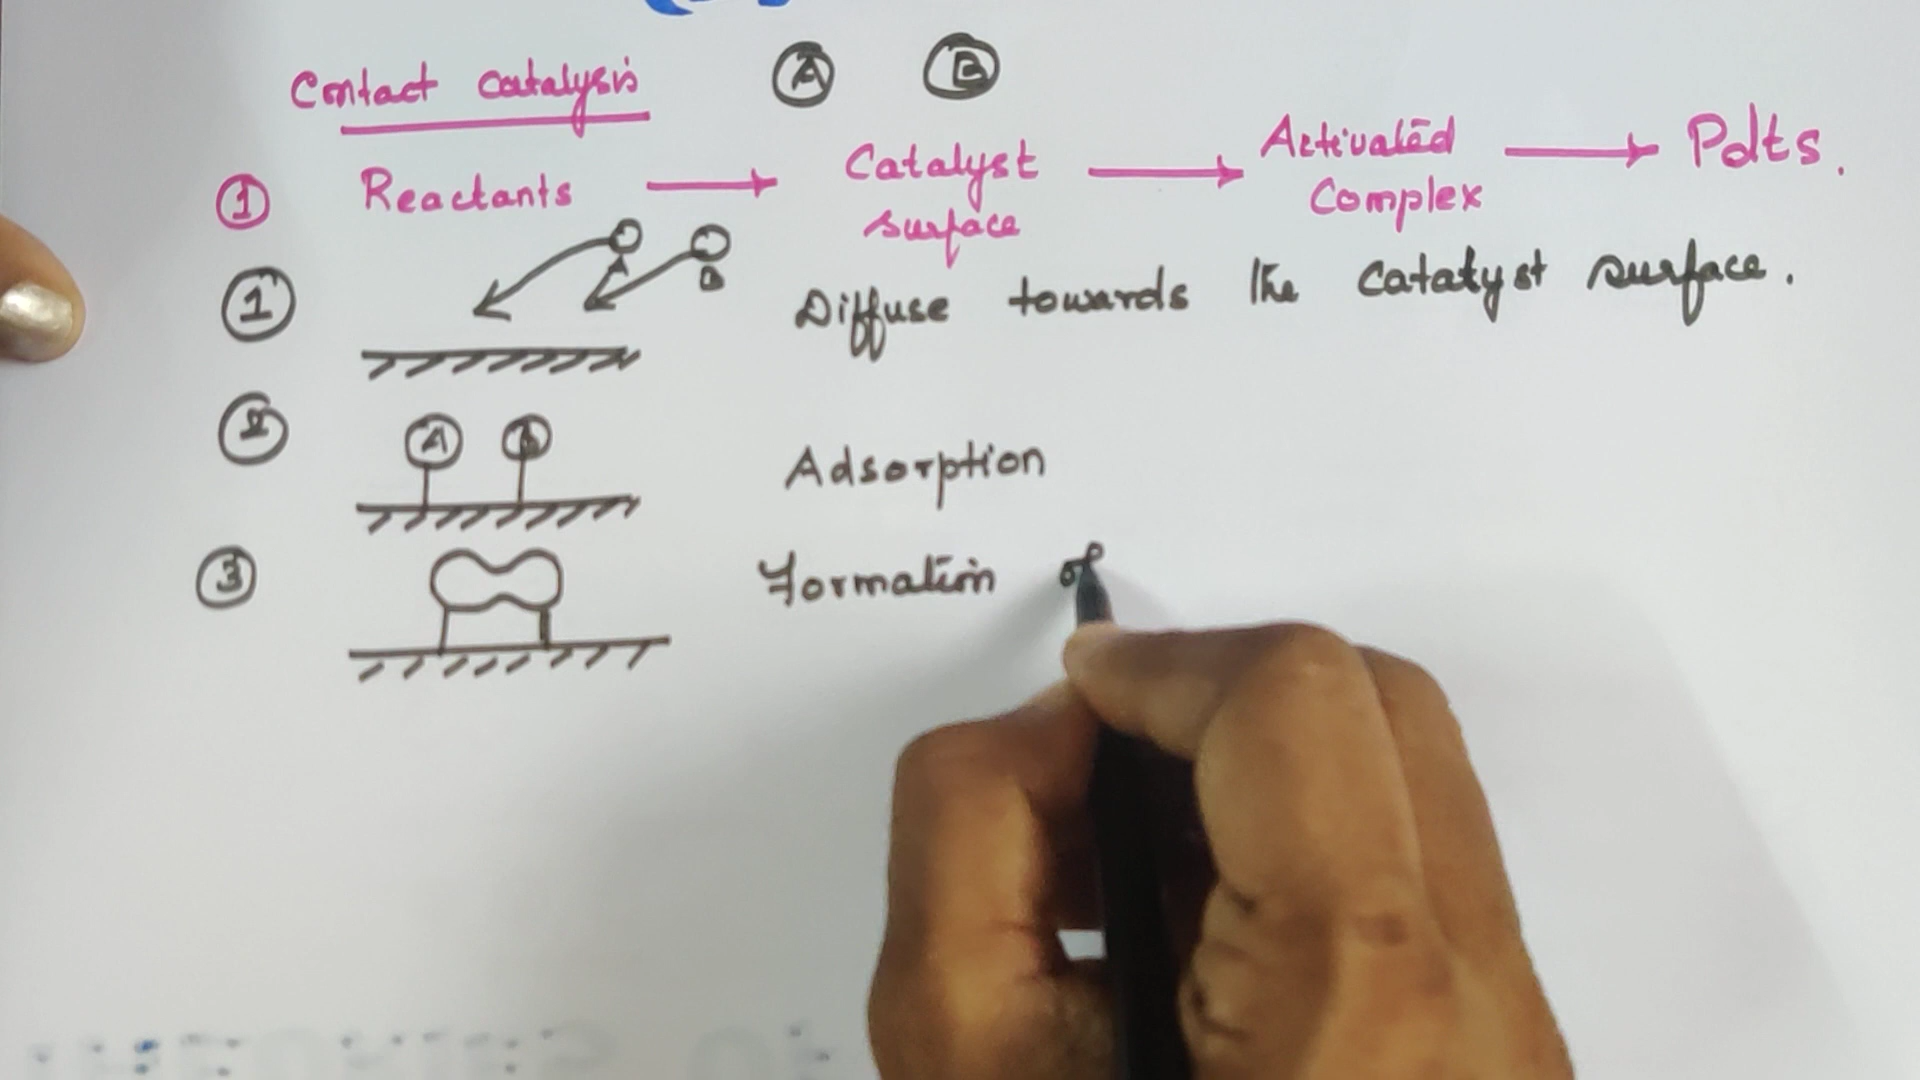 Contact catalysis A B
① Reactants → Catalyst surface → Activated Complex → Pdts.
① A B Diffuse towards the Catalyst surface.
② A B Adsorption
③ Formation of